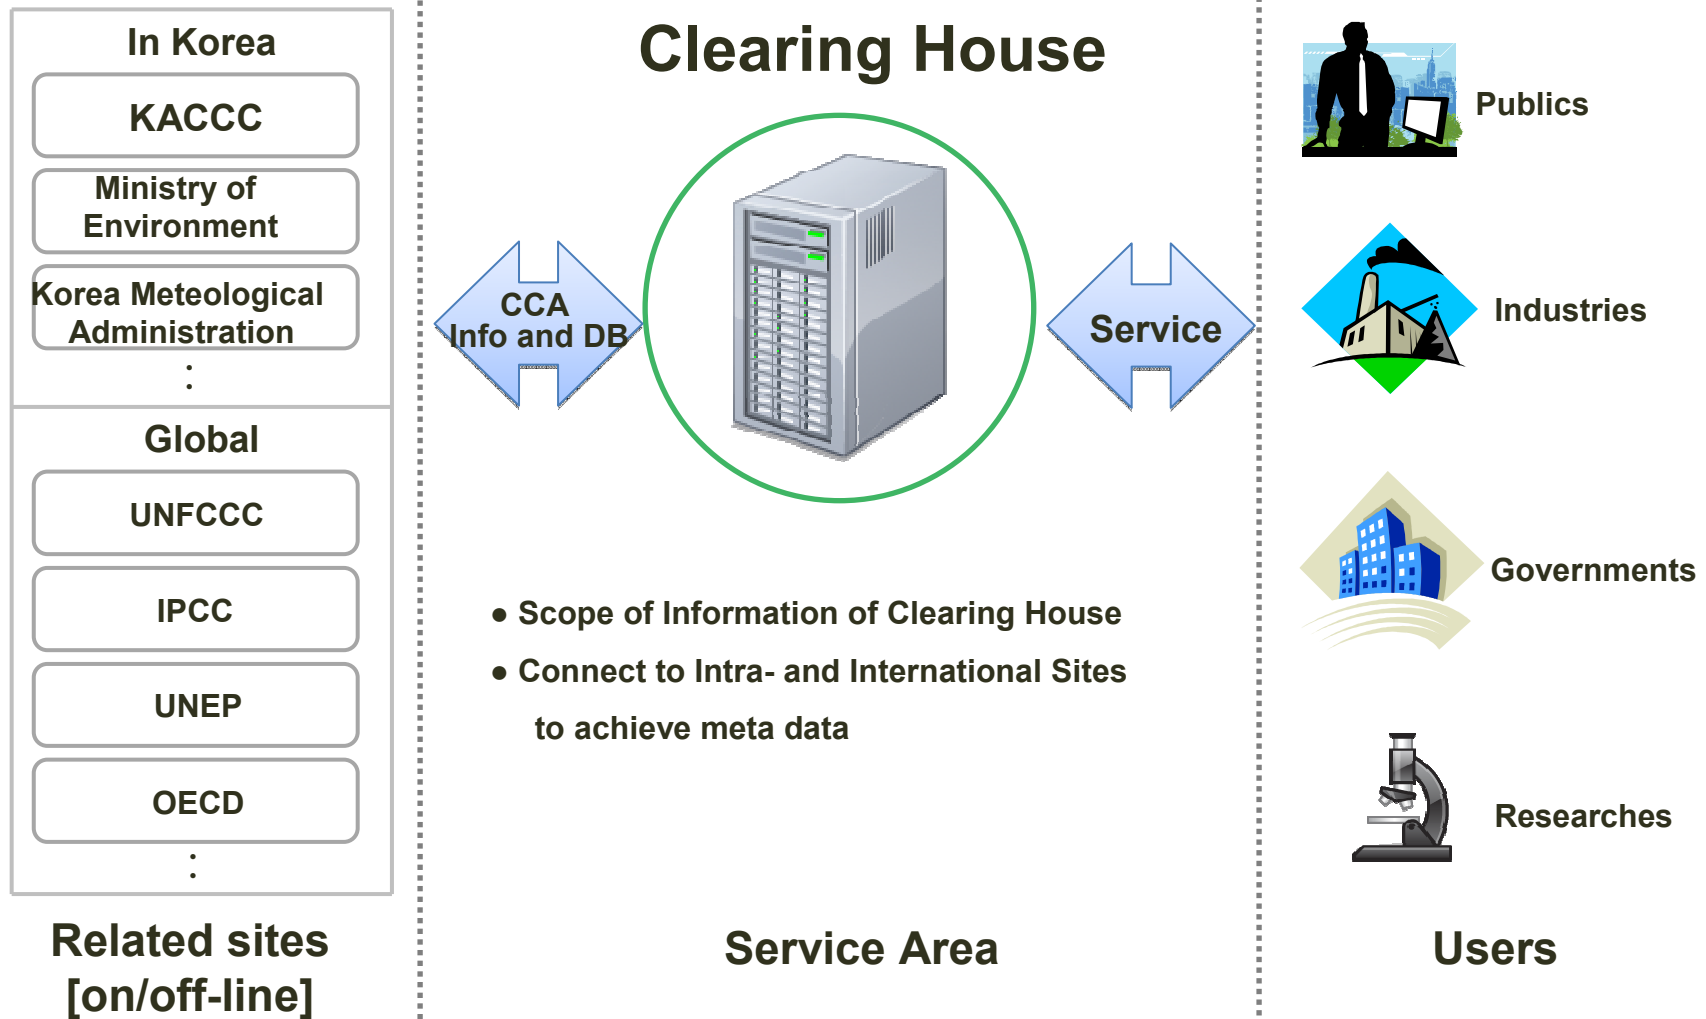 In Korea
KACCC
Ministry of
Environment
Korea Meteological
Administration
:
Global
UNFCCC
IPCC
UNEP
OECD
:
Related sites
[on/off-line]
Clearing House
CCA
Info and DB
Service
● Scope of Information of Clearing House
● Connect to Intra- and International Sites
to achieve meta data
Service Area
Publics
Industries
Governments
Researches
Users